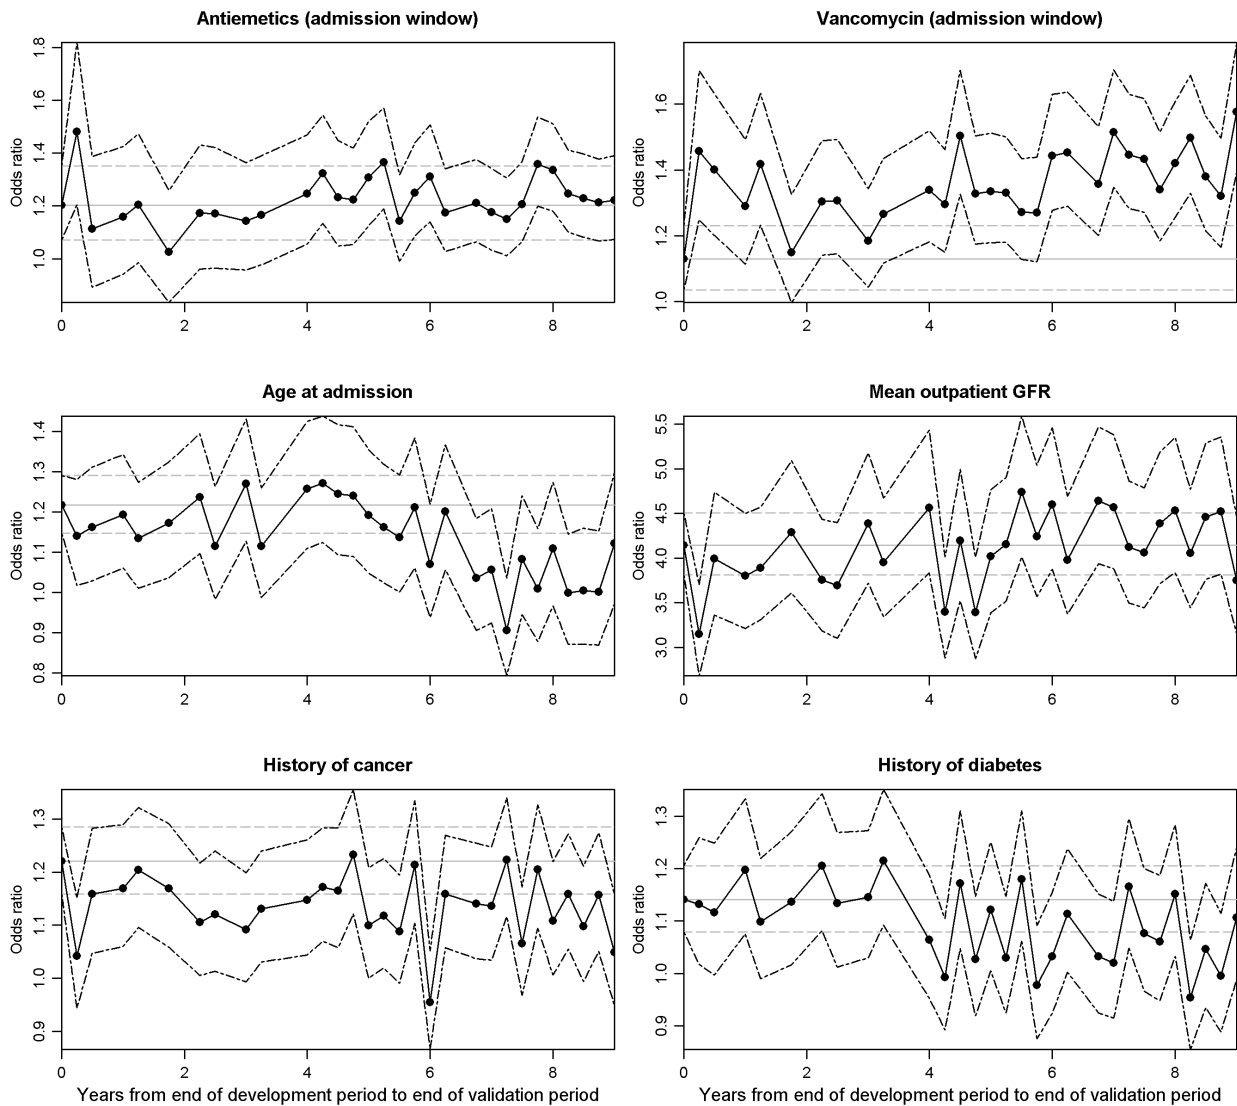 Antiemetics (admission window)
Odds ratio
1.0 1.2 1.4 1.6 1.8
0 2 4 6 8
Vancomycin (admission window)
Odds ratio
1.0 1.2 1.4 1.6
0 2 4 6 8
Age at admission
Odds ratio
0.8 0.9 1.0 1.1 1.2 1.3 1.4
0 2 4 6 8
Mean outpatient GFR
Odds ratio
3.0 3.5 4.0 4.5 5.0 5.5
0 2 4 6 8
History of cancer
Odds ratio
0.9 1.0 1.1 1.2 1.3
0 2 4 6 8
Years from end of development period to end of validation period
History of diabetes
Odds ratio
0.9 1.0 1.1 1.2 1.3
0 2 4 6 8
Years from end of development period to end of validation period